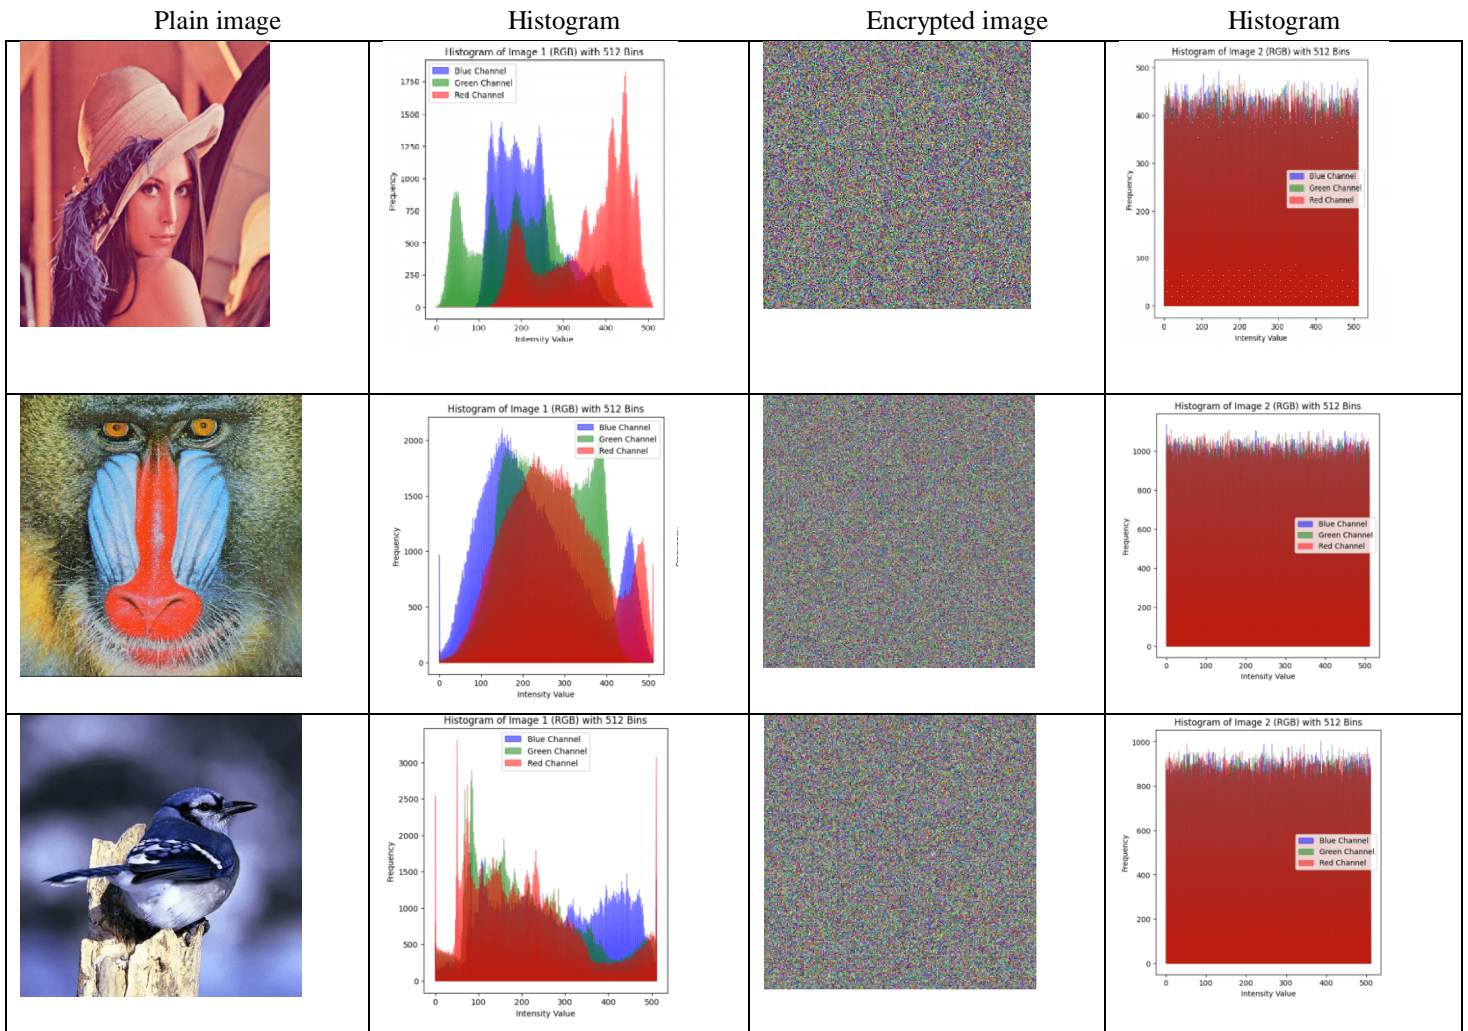 Plain image Histogram Encrypted image Histogram
Histogram of Image 1 (RGB) with 512 Bins
Blue Channel
Green Channel
Red Channel
Frequency
1750
1500
1250
1000
750
500
250
0
0 100 200 300 400 500
Intensity Value
Histogram of Image 2 (RGB) with 512 Bins
500
400
300
200
100
0
Frequency
Blue Channel
Green Channel
Red Channel
0 100 200 300 400 500
Intensity Value
Histogram of Image 1 (RGB) with 512 Bins
Blue Channel
Green Channel
Red Channel
2000
1500
1000
500
0
Frequency
0 100 200 300 400 500
Intensity Value
Histogram of Image 2 (RGB) with 512 Bins
1000
800
600
400
200
0
Frequency
Blue Channel
Green Channel
Red Channel
0 100 200 300 400 500
Intensity Value
Histogram of Image 1 (RGB) with 512 Bins
Blue Channel
Green Channel
Red Channel
3000
2500
2000
1500
1000
500
0
Frequency
0 100 200 300 400 500
Intensity Value
Histogram of Image 2 (RGB) with 512 Bins
1000
800
600
400
200
0
Frequency
Blue Channel
Green Channel
Red Channel
0 100 200 300 400 500
Intensity Value